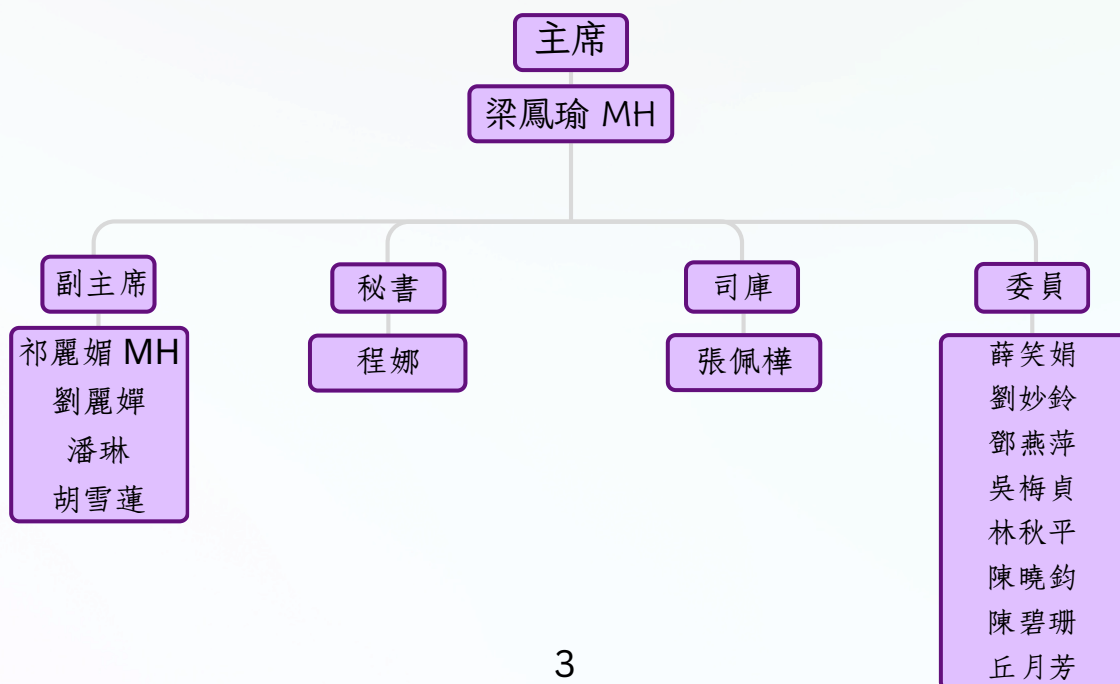 主席
梁鳳瑜 MH
副主席
祁麗媚 MH
劉麗嬋
潘琳
胡雪蓮
秘書
程娜
司庫
張佩樺
委員
薛笑娟
劉妙鈴
鄧燕萍
吳梅貞
林秋平
陳曉鈞
陳碧珊
丘月芳
3